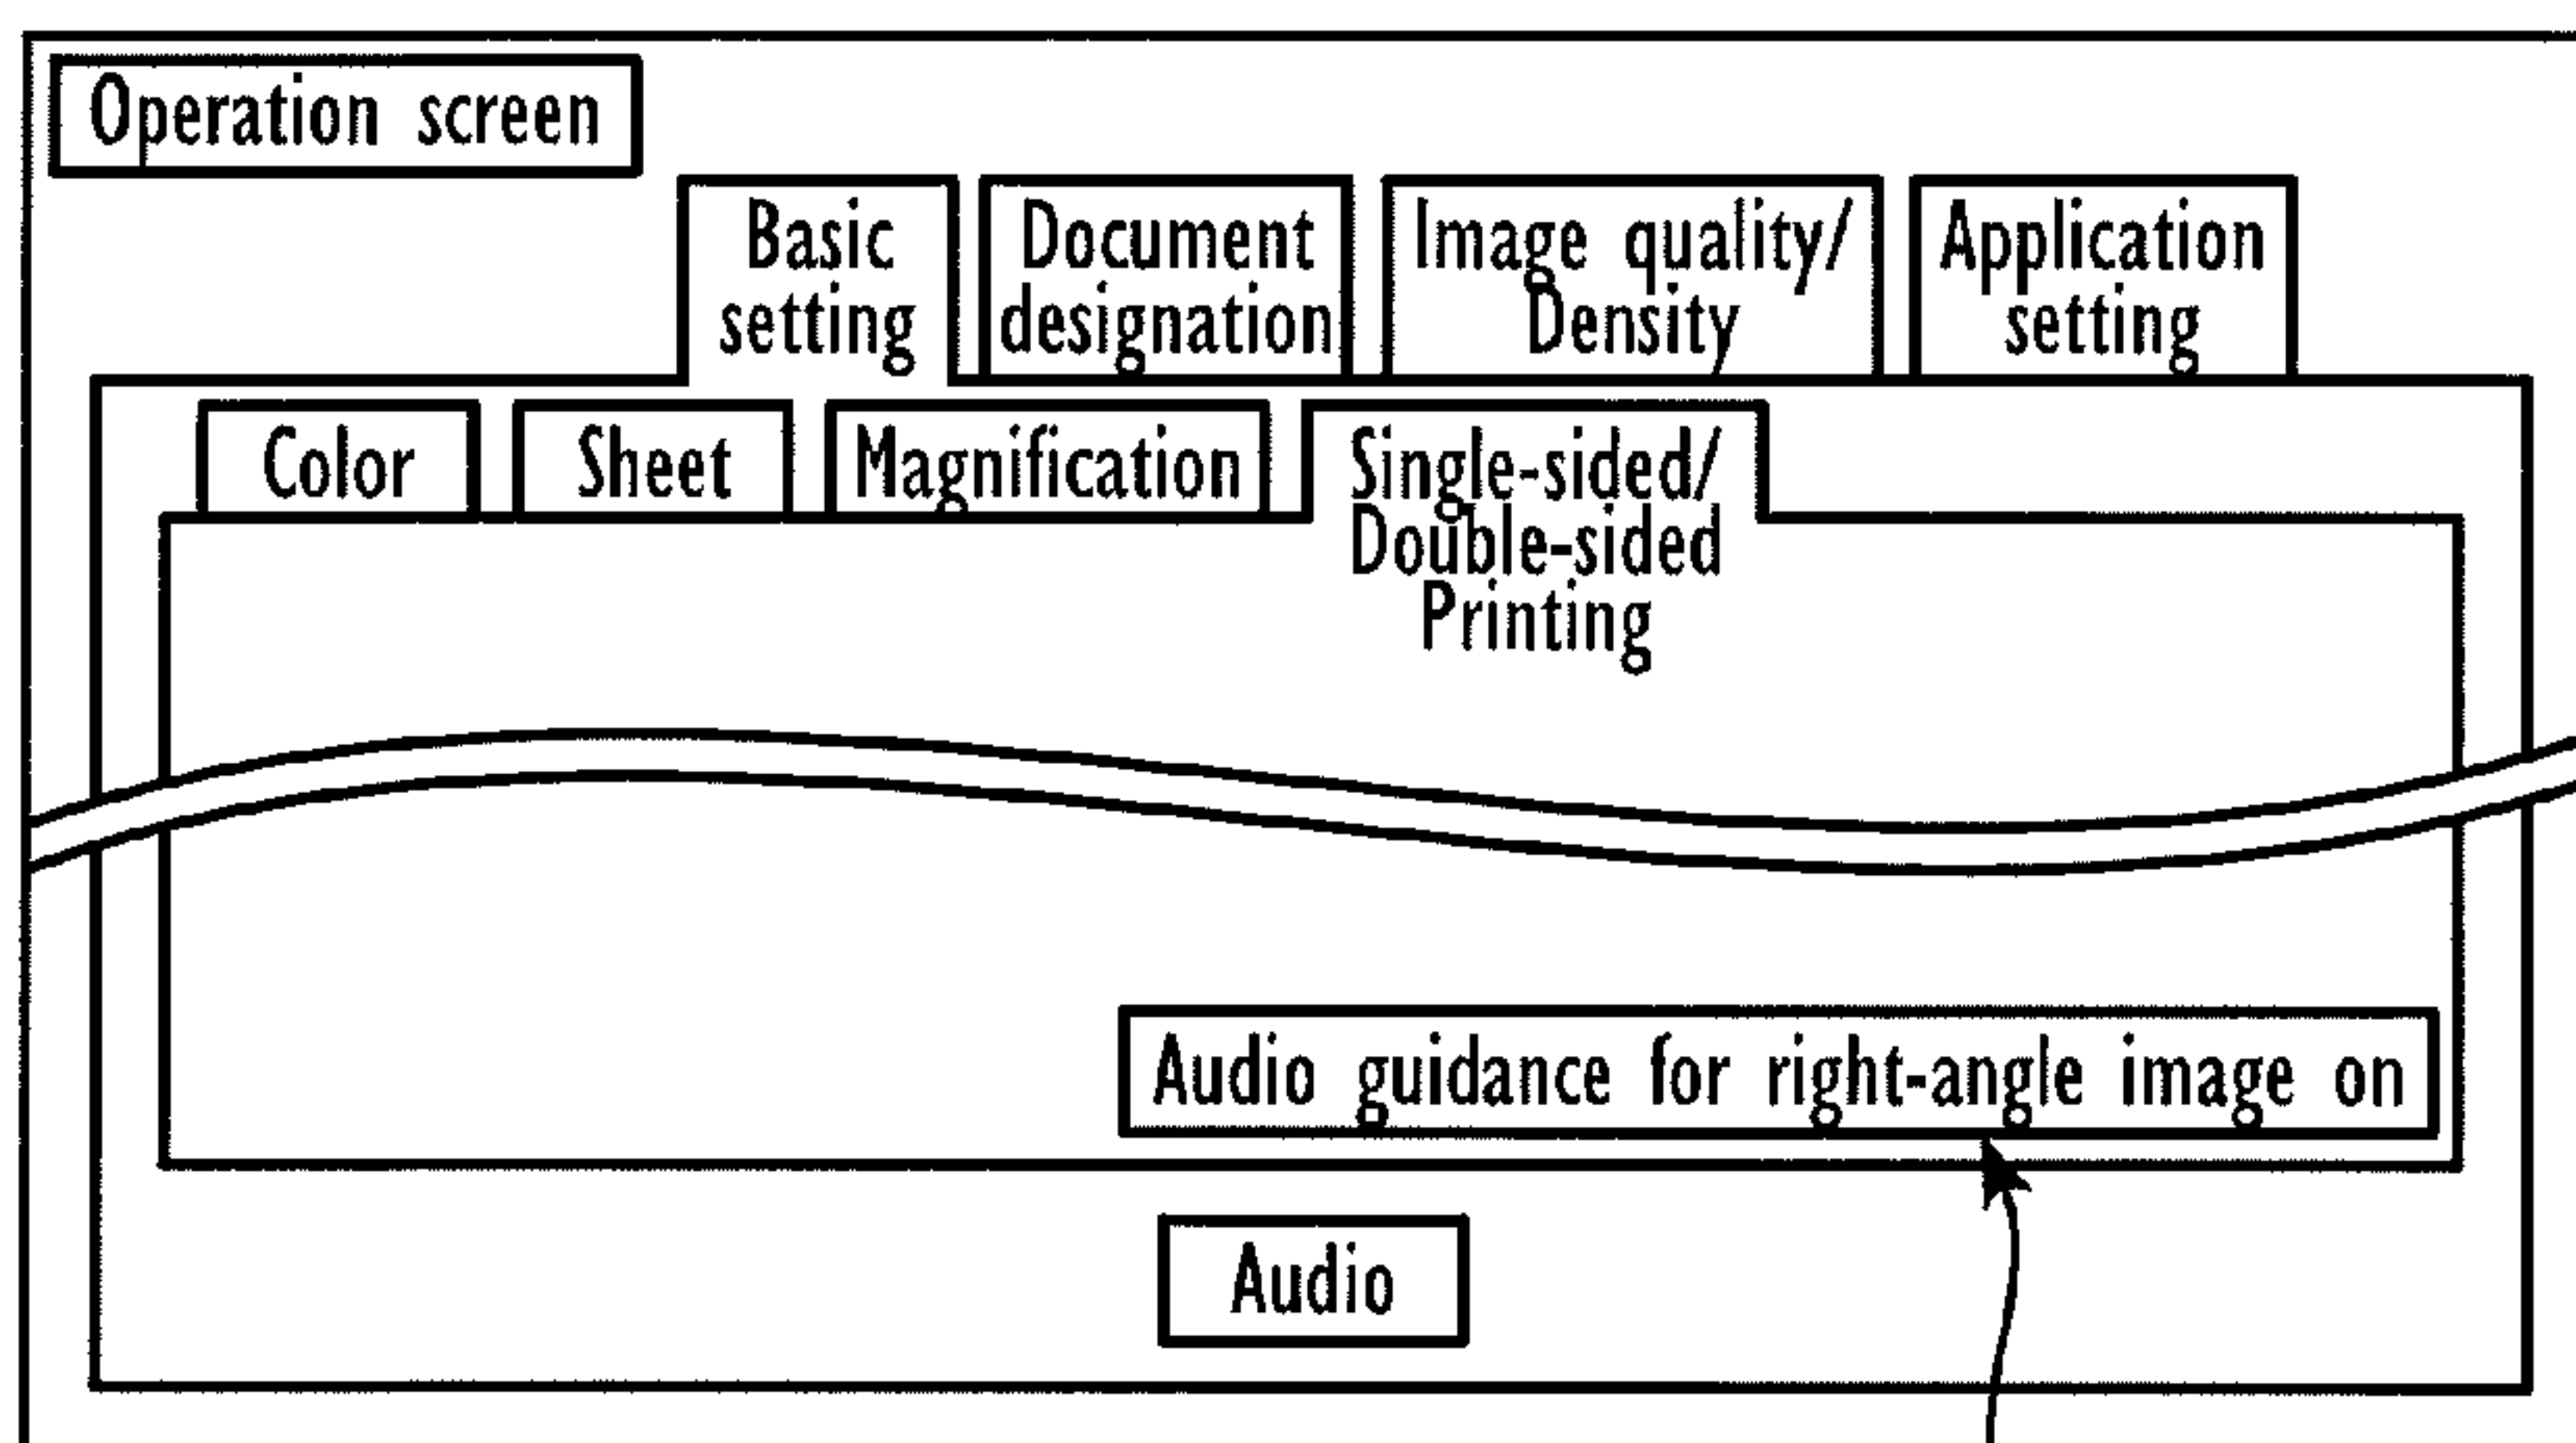 Operation screen
Basic
setting
Document
designation
Image quality/
Density
Application
setting
Color
Sheet
Magnification
Single-sided/
Double-sided
Printing
Audio guidance for right-angle image on
Audio